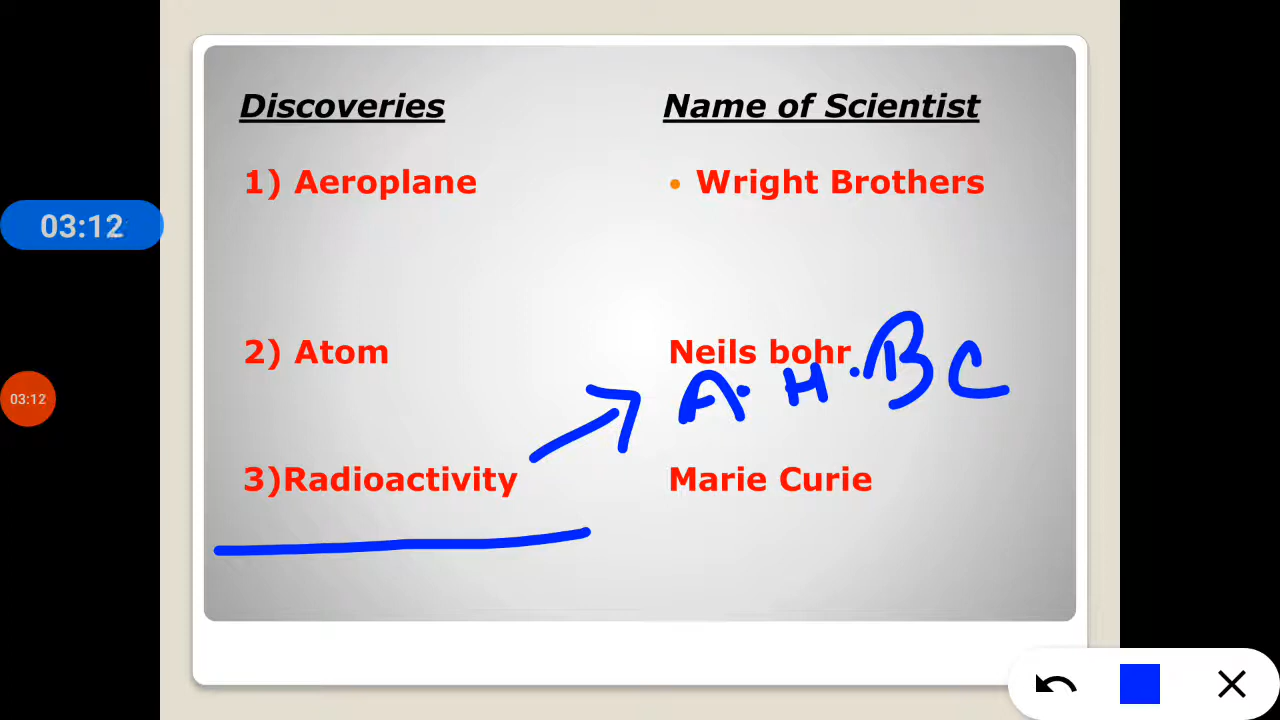 Discoveries Name of Scientist
1) Aeroplane • Wright Brothers
03:12
2) Atom Neils bohr
A. H. BC
03:12
3)Radioactivity Marie Curie